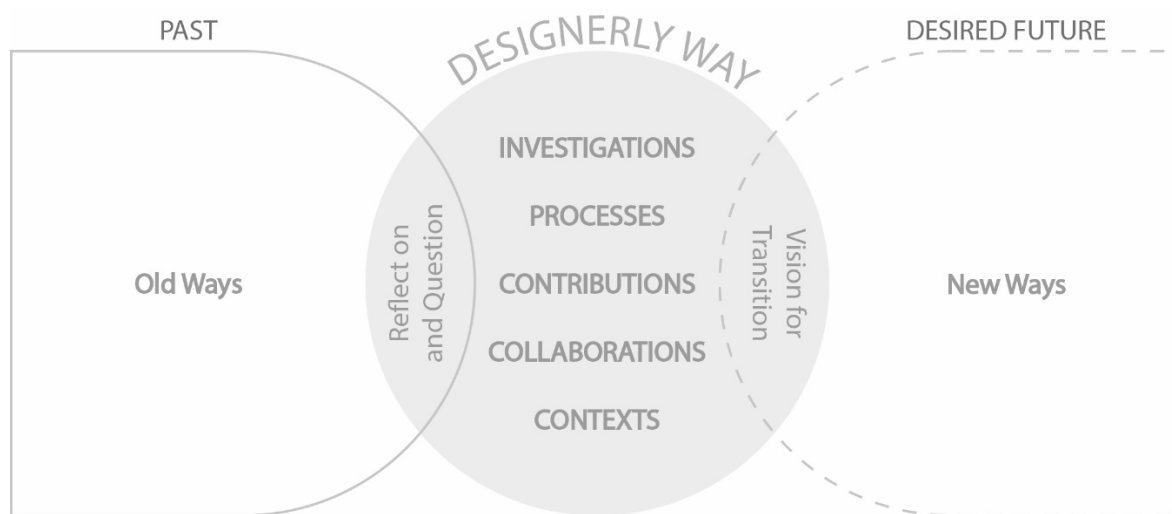 PAST
DESIGNERLY WAY
DESIRED FUTURE
Old Ways
Reflect on
and Question
INVESTIGATIONS
PROCESSES
CONTRIBUTIONS
COLLABORATIONS
CONTEXTS
Vision for
Transition
New Ways